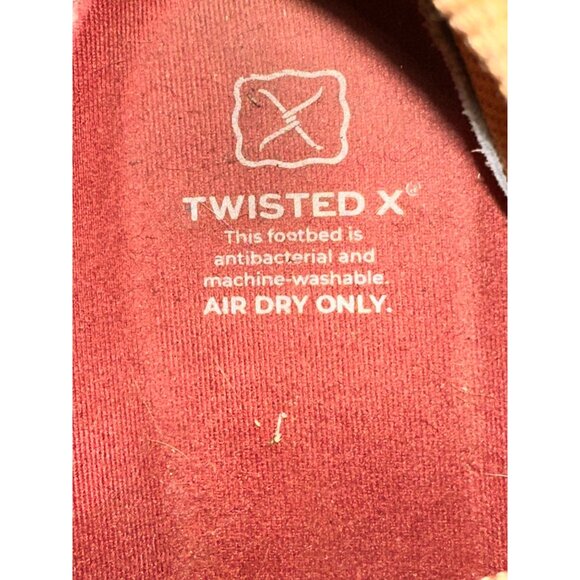 TWISTED X®
This footbed is
antibacterial and
machine-washable.
AIR DRY ONLY.